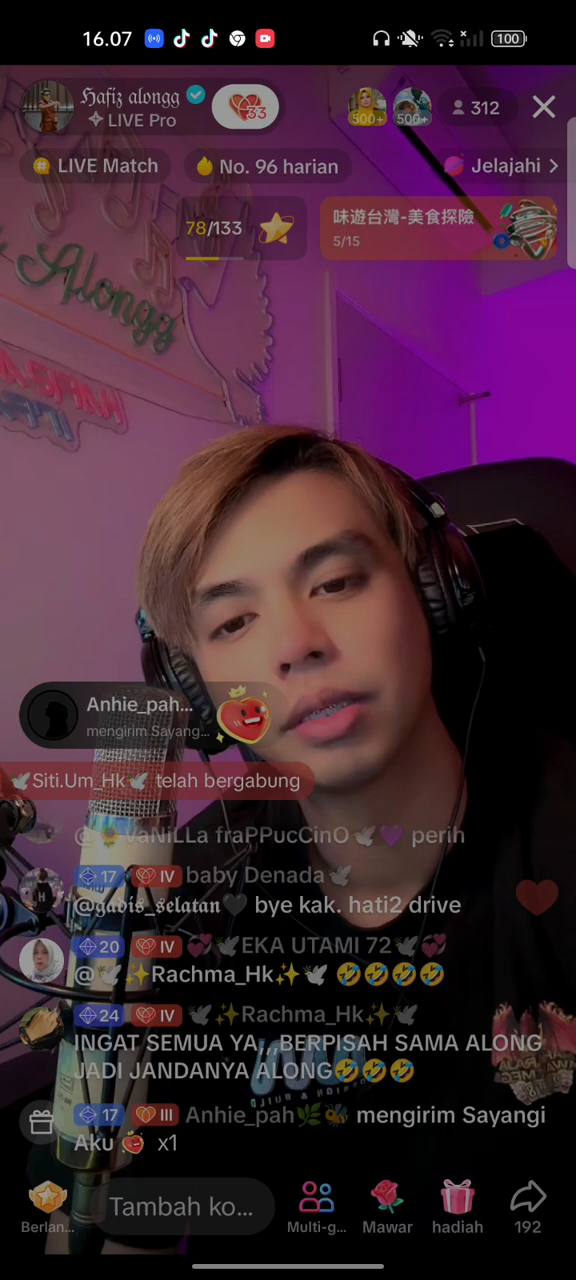 16.07
100
ℌafiz alongg
LIVE Pro
33
500+
500+
312
LIVE Match
No. 96 harian
Jelajahi
78/133
味遊台灣-美食探險
5/15
Alongg
Anhie_pah...
mengirim Sayang...
🕊Siti.Um_Hk🕊 telah bergabung
@🌻VaNiLLa fraPPucCinO🕊💜 perih
17 IV baby Denada🕊
@𝖌𝖆𝖉𝖎𝖘_𝖘𝖊𝖑𝖆𝖙𝖆𝖓🖤 bye kak. hati2 drive
20 IV 💞🕊EKA UTAMI 72🕊💞
@🕊✨Rachma_Hk✨🕊 🤣🤣🤣🤣
24 IV 🕊✨Rachma_Hk✨🕊
INGAT SEMUA YA,,,BERPISAH SAMA ALONG
JADI JANDANYA ALONG🤣🤣🤣
17 III Anhie_pah🌿🐝 mengirim Sayangi
Aku x1
Berlan...
Tambah ko...
Multi-g...
Mawar
hadiah
192